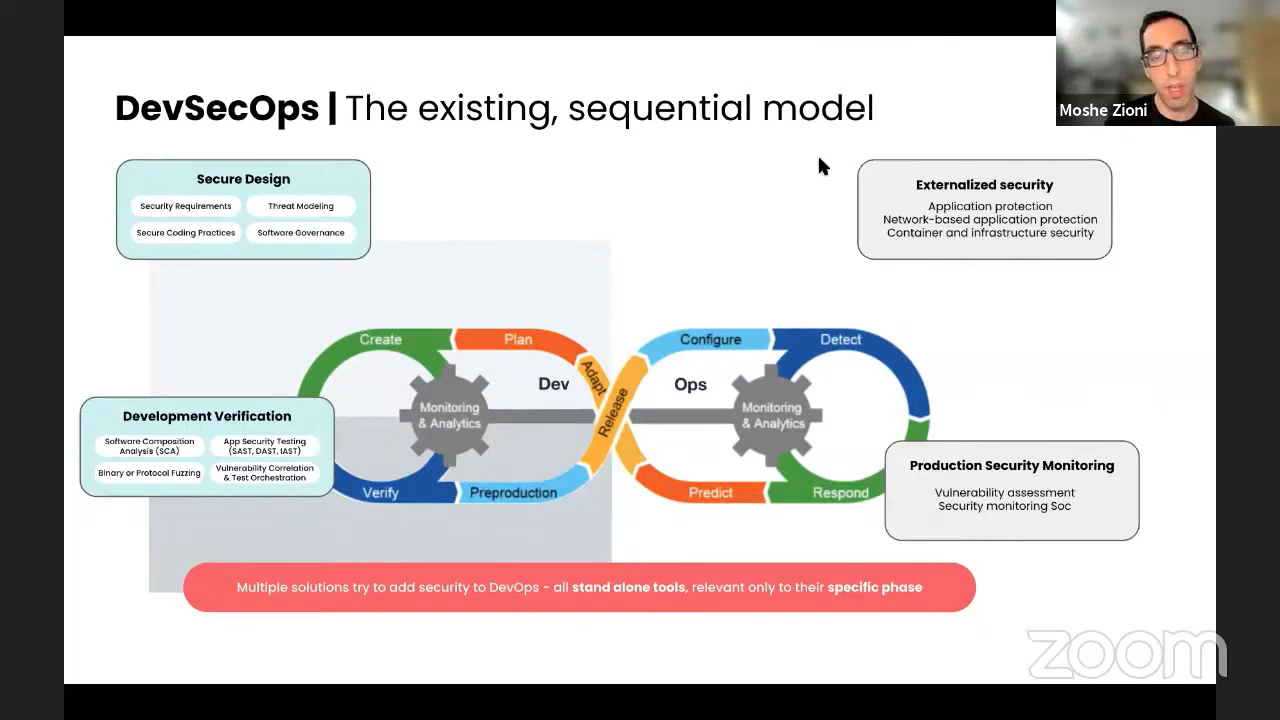 Moshe Zioni
DevSecOps | The existing, sequential model
Secure Design
Security Requirements
Threat Modeling
Secure Coding Practices
Software Governance
Externalized security
Application protection
Network-based application protection
Container and infrastructure security
Create
Plan
Adapt
Release
Configure
Detect
Dev
Ops
Monitoring
& Analytics
Monitoring
& Analytics
Development Verification
Software Composition
Analysis (SCA)
App Security Testing
(SAST, DAST, IAST)
Binary or Protocol Fuzzing
Vulnerability Correlation
& Test Orchestration
Verify
Preproduction
Predict
Respond
Production Security Monitoring
Vulnerability assessment
Security monitoring Soc
Multiple solutions try to add security to DevOps - all stand alone tools, relevant only to their specific phase
zoom